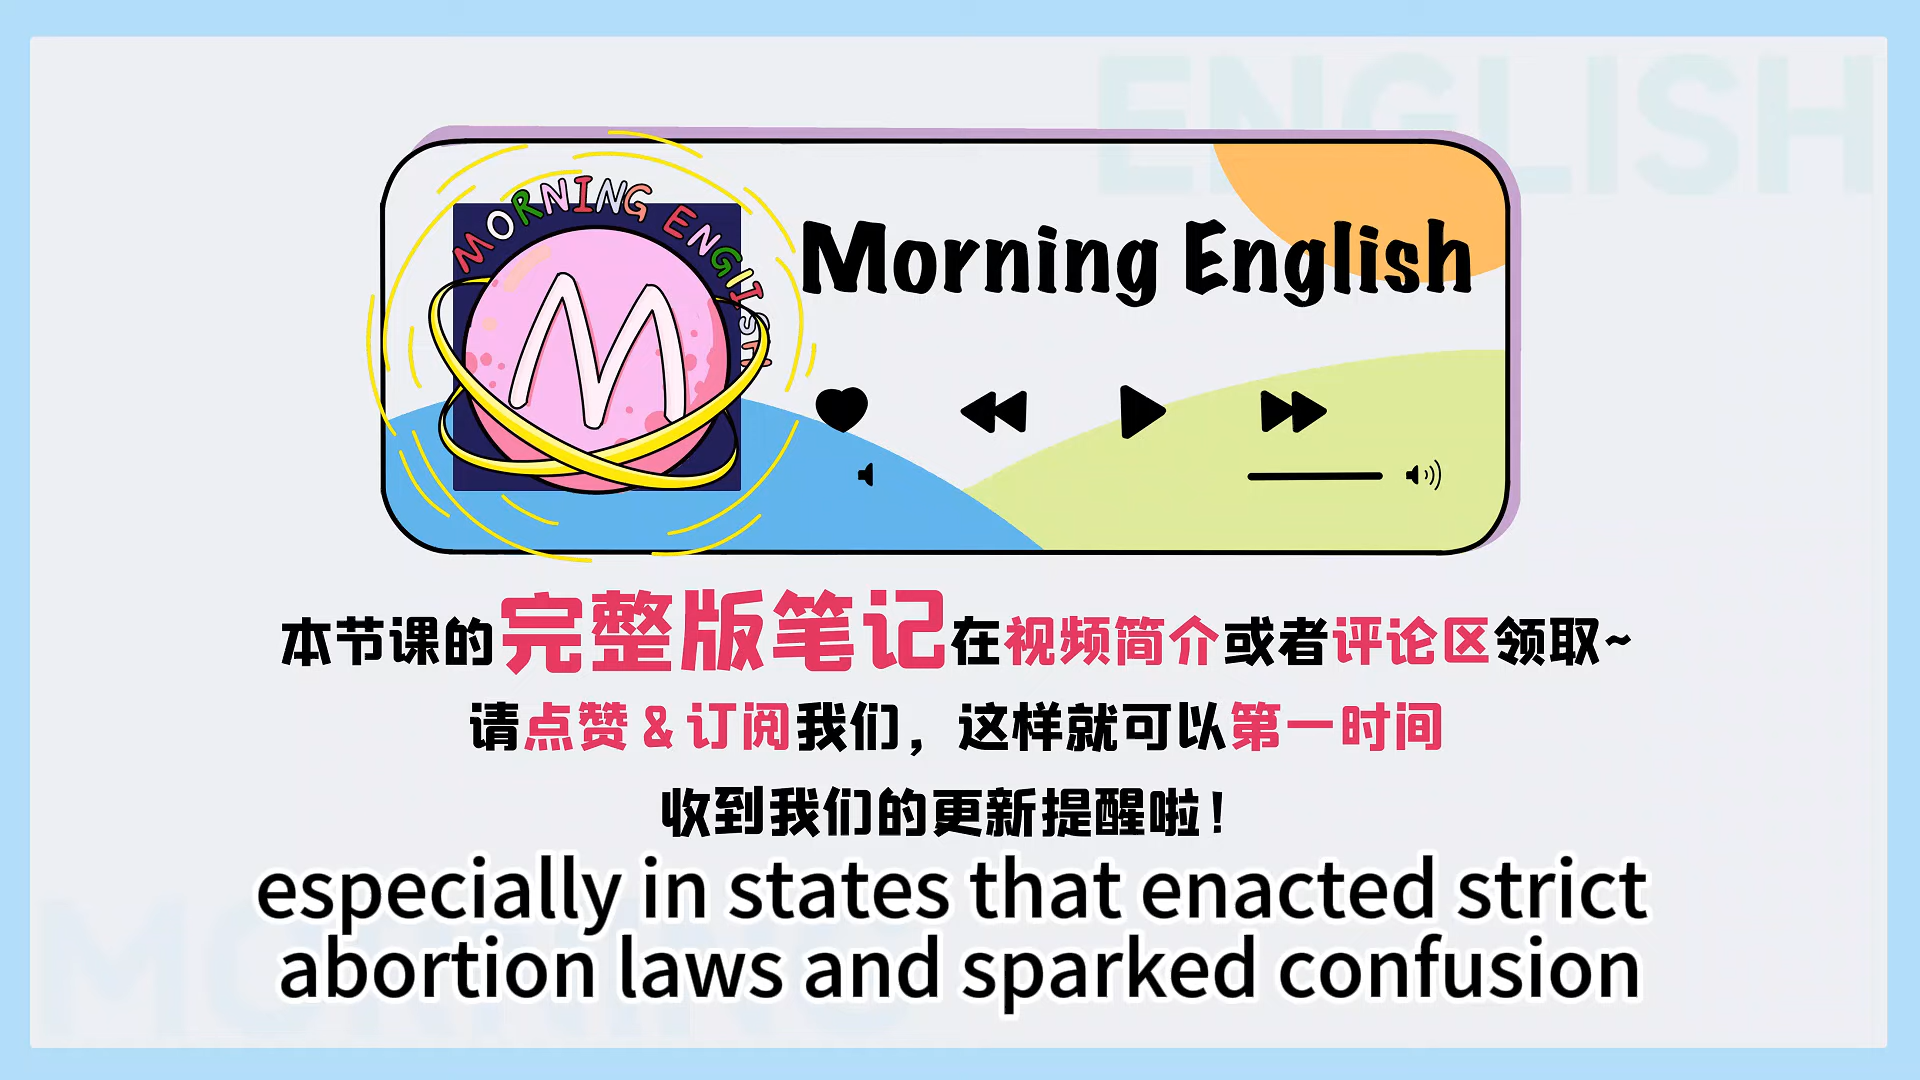 ENGLISH
MORNING ENGLISH
M
Morning English
本节课的完整版笔记在视频简介或者评论区领取~
请点赞&订阅我们，这样就可以第一时间
收到我们的更新提醒啦！
especially in states that enacted strict
abortion laws and sparked confusion
MORNING